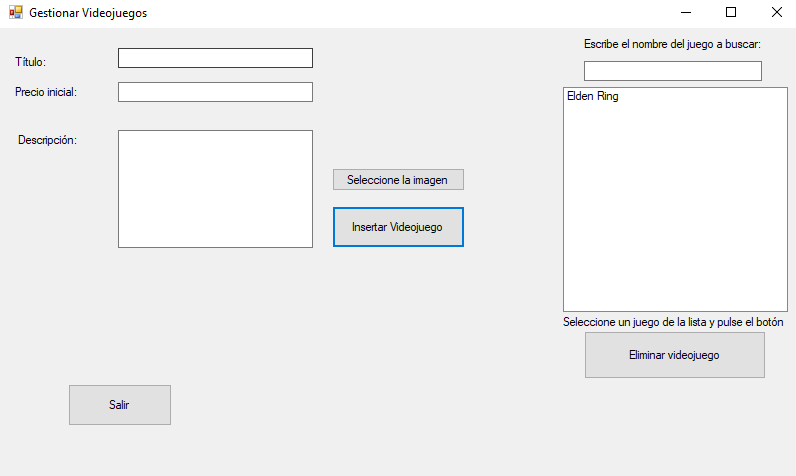 Gestionar Videojuegos
Escribe el nombre del juego a buscar:
Título:
Precio inicial:
Elden Ring
Descripción:
Seleccione la imagen
Insertar Videojuego
Seleccione un juego de la lista y pulse el botón
Eliminar videojuego
Salir